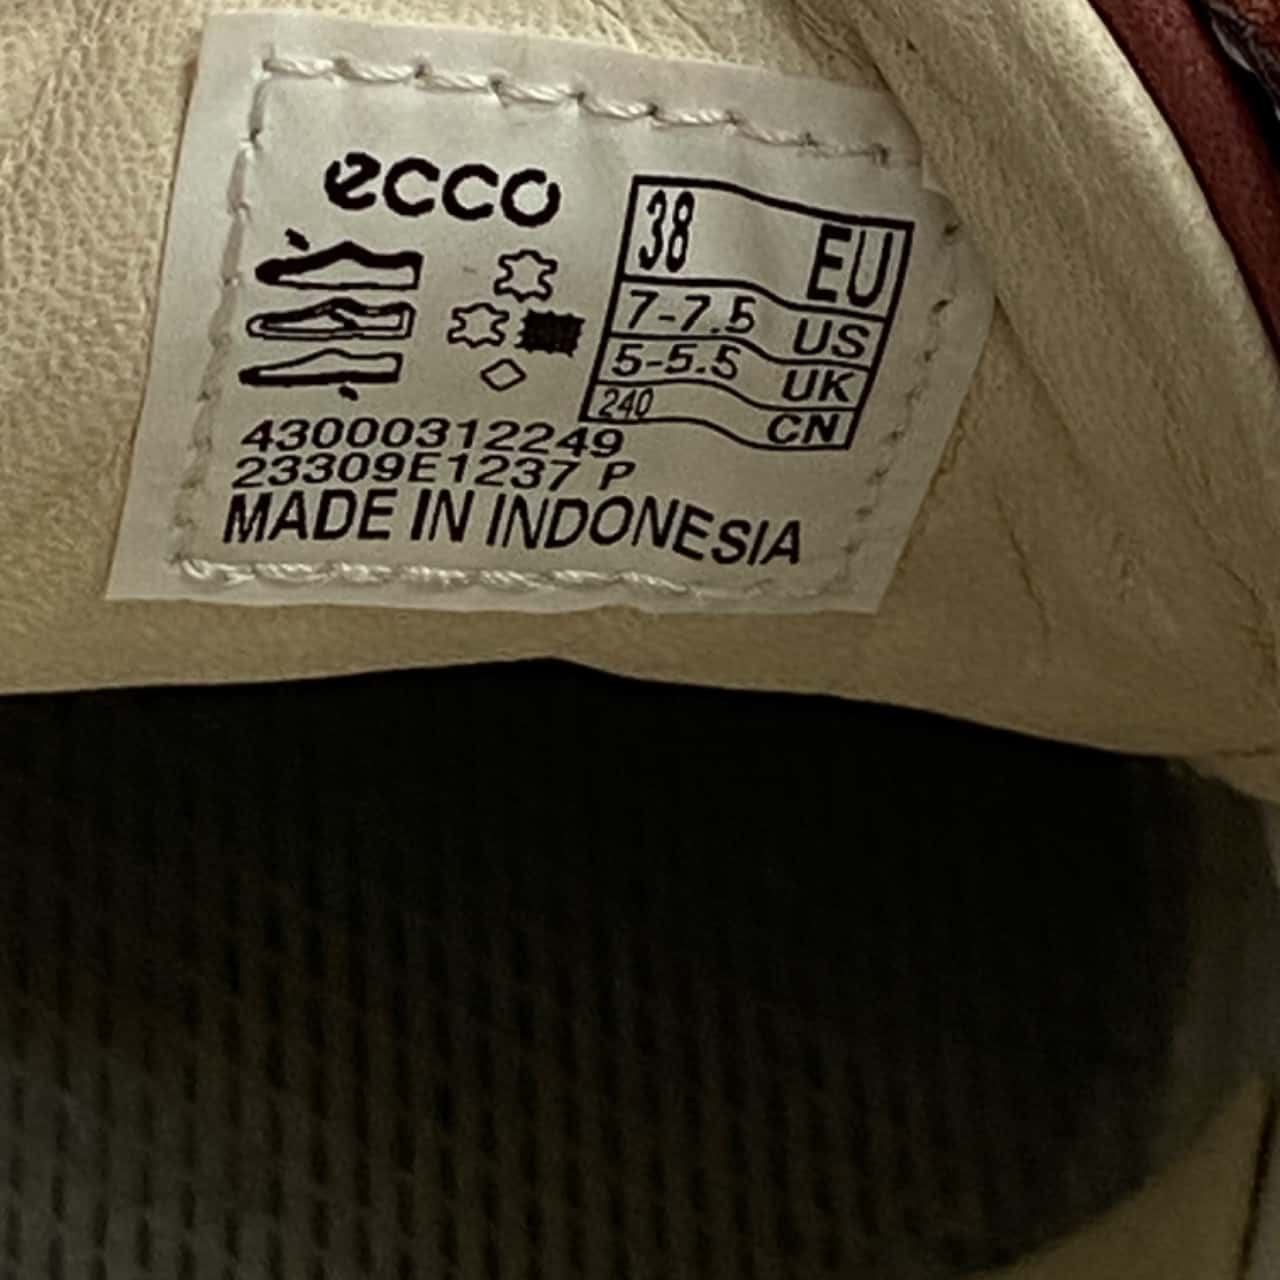 ecco
38 EU
7-7.5 US
5-5.5 UK
240 CN
43000312249
23309E1237 P
MADE IN INDONESIA